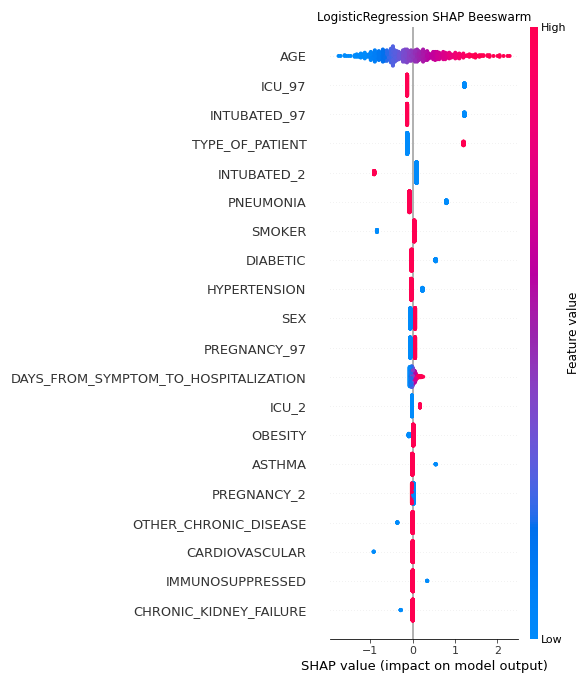 LogisticRegression SHAP Beeswarm
High
AGE
ICU_97
INTUBATED_97
TYPE_OF_PATIENT
INTUBATED_2
PNEUMONIA
SMOKER
DIABETIC
HYPERTENSION
SEX
PREGNANCY_97
DAYS_FROM_SYMPTOM_TO_HOSPITALIZATION
ICU_2
OBESITY
ASTHMA
PREGNANCY_2
OTHER_CHRONIC_DISEASE
CARDIOVASCULAR
IMMUNOSUPPRESSED
CHRONIC_KIDNEY_FAILURE
Feature value
Low
−1 0 1 2
SHAP value (impact on model output)